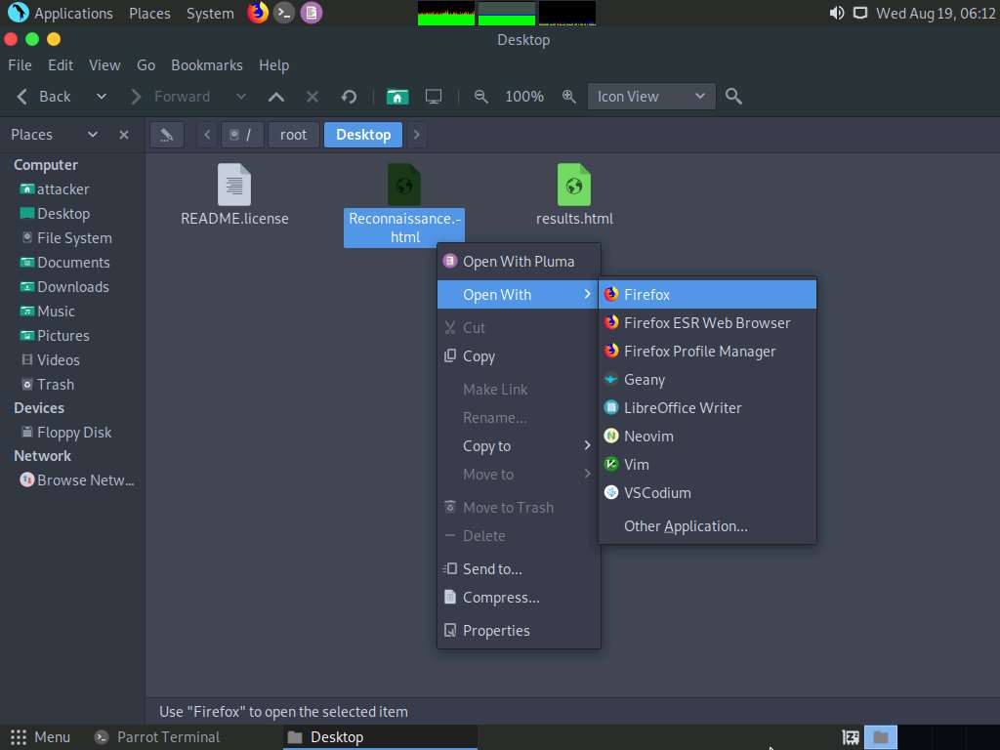 Applications Places System Wed Aug 19, 06:12
Desktop
File Edit View Go Bookmarks Help
Back Forward 100% Icon View
Places / root Desktop
Computer
attacker
Desktop
File System
Documents
Downloads
Music
Pictures
Videos
Trash
Devices
Floppy Disk
Network
Browse Netw...
README.license
Reconnaissance.-
html
results.html
Open With Pluma
Open With
Cut
Copy
Make Link
Rename...
Copy to
Move to
Move to Trash
Delete
Send to...
Compress...
Properties
Firefox
Firefox ESR Web Browser
Firefox Profile Manager
Geany
LibreOffice Writer
Neovim
Vim
VSCodium
Other Application...
Use "Firefox" to open the selected item
Menu Parrot Terminal Desktop